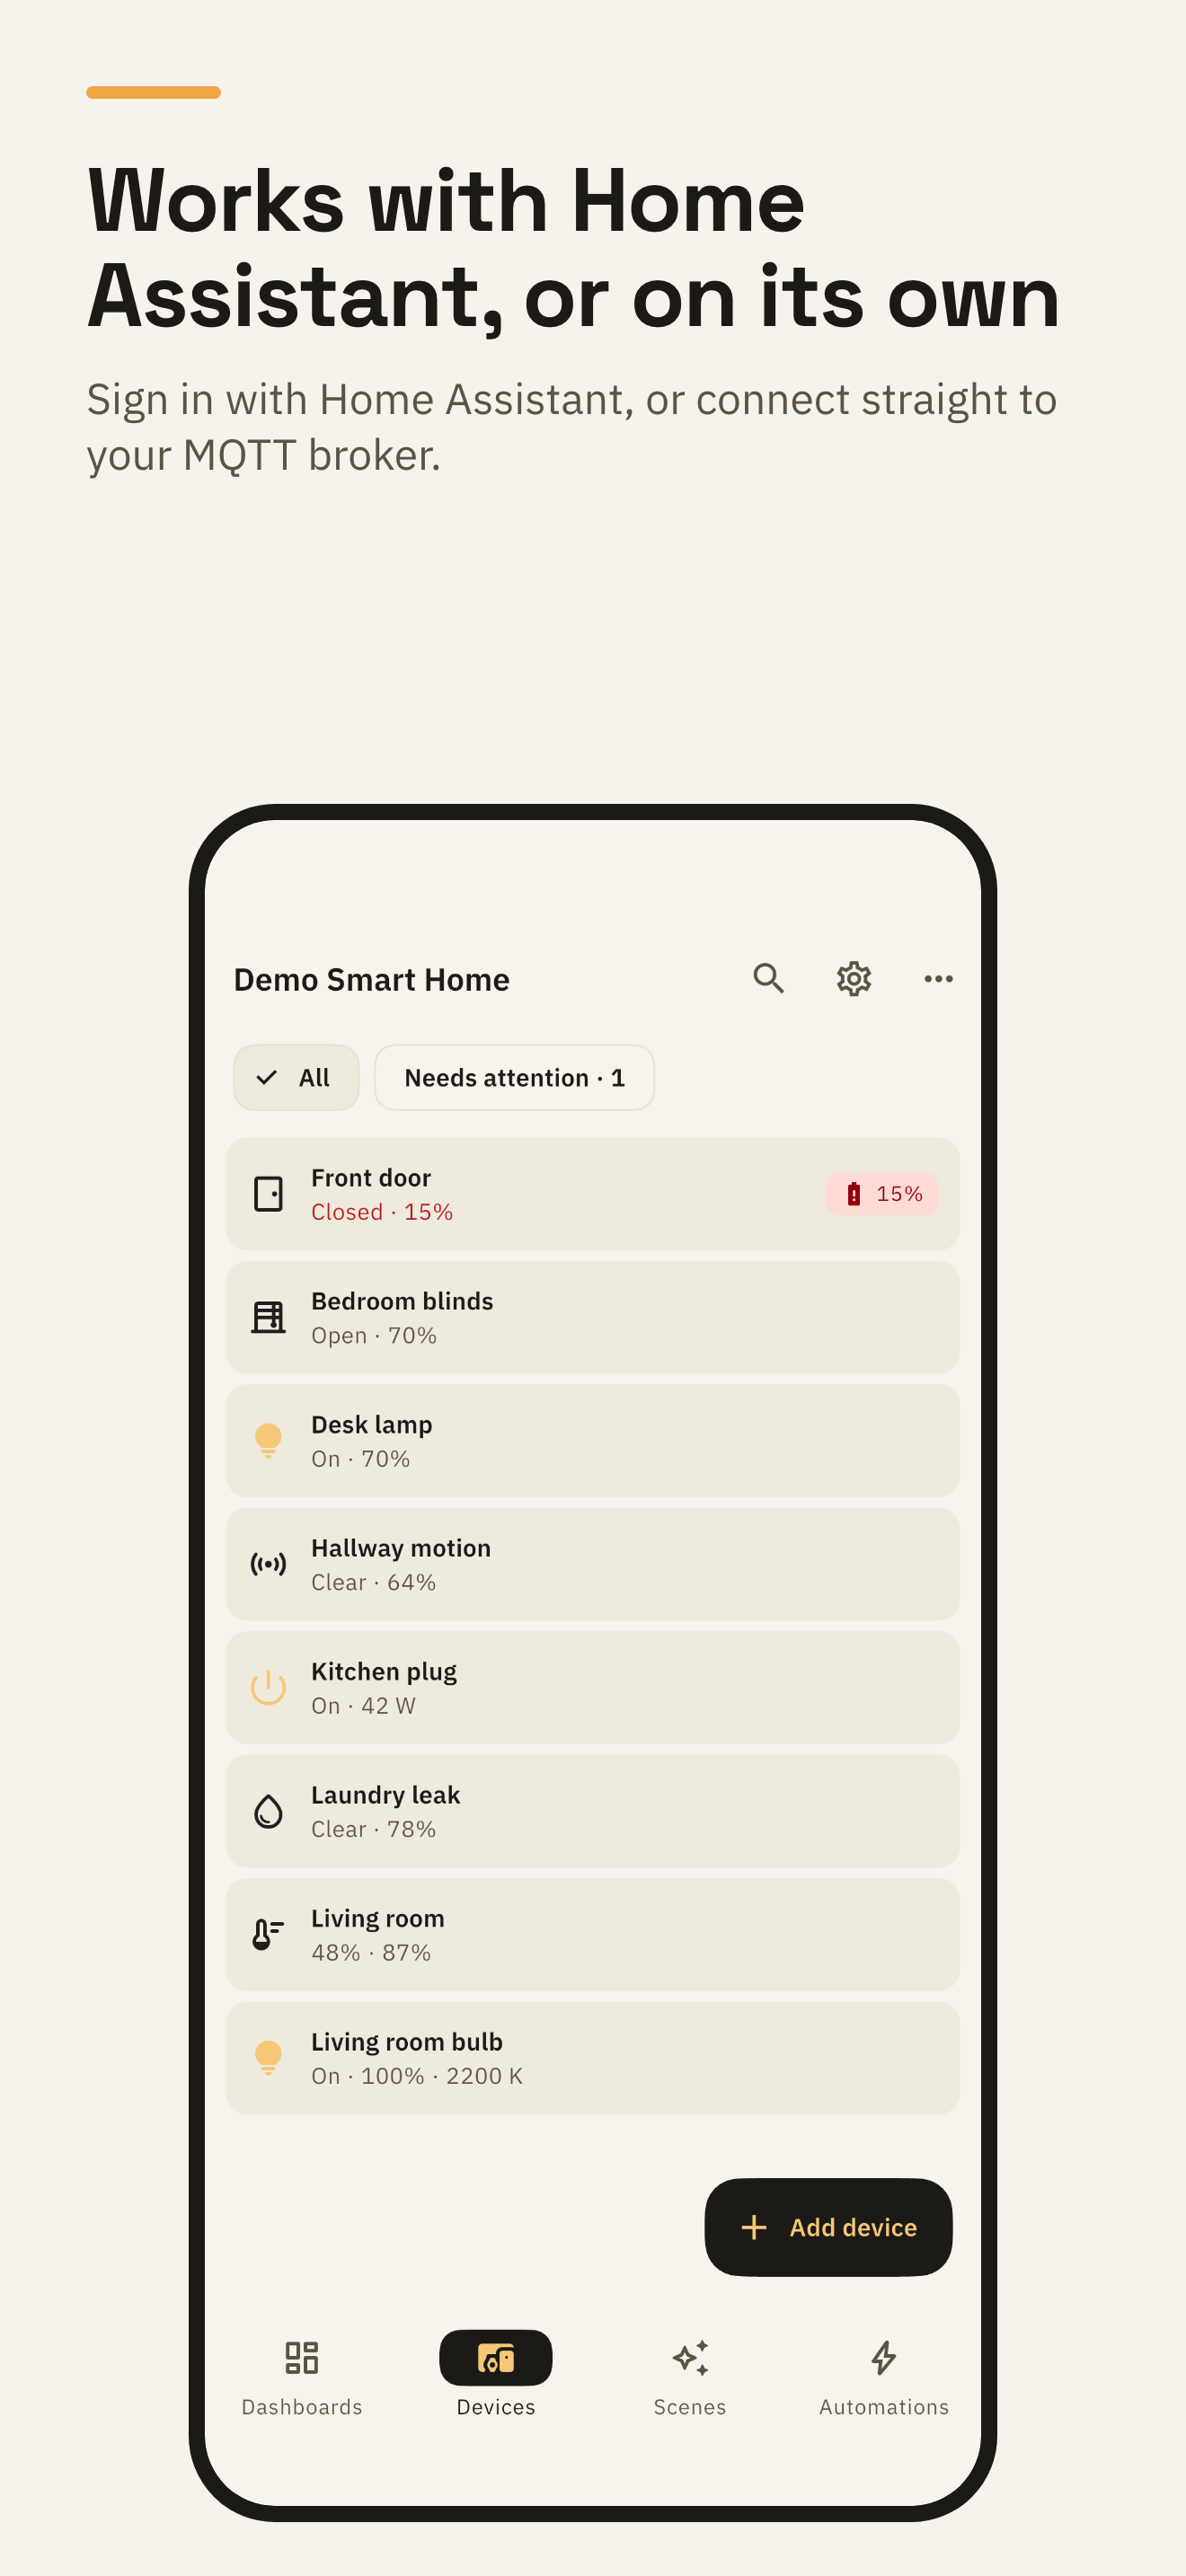 Works with Home
Assistant, or on its own
Sign in with Home Assistant, or connect straight to
your MQTT broker.
Demo Smart Home
All
Needs attention · 1
Front door
Closed · 15%
15%
Bedroom blinds
Open · 70%
Desk lamp
On · 70%
Hallway motion
Clear · 64%
Kitchen plug
On · 42 W
Laundry leak
Clear · 78%
Living room
48% · 87%
Living room bulb
On · 100% · 2200 K
Add device
Dashboards
Devices
Scenes
Automations